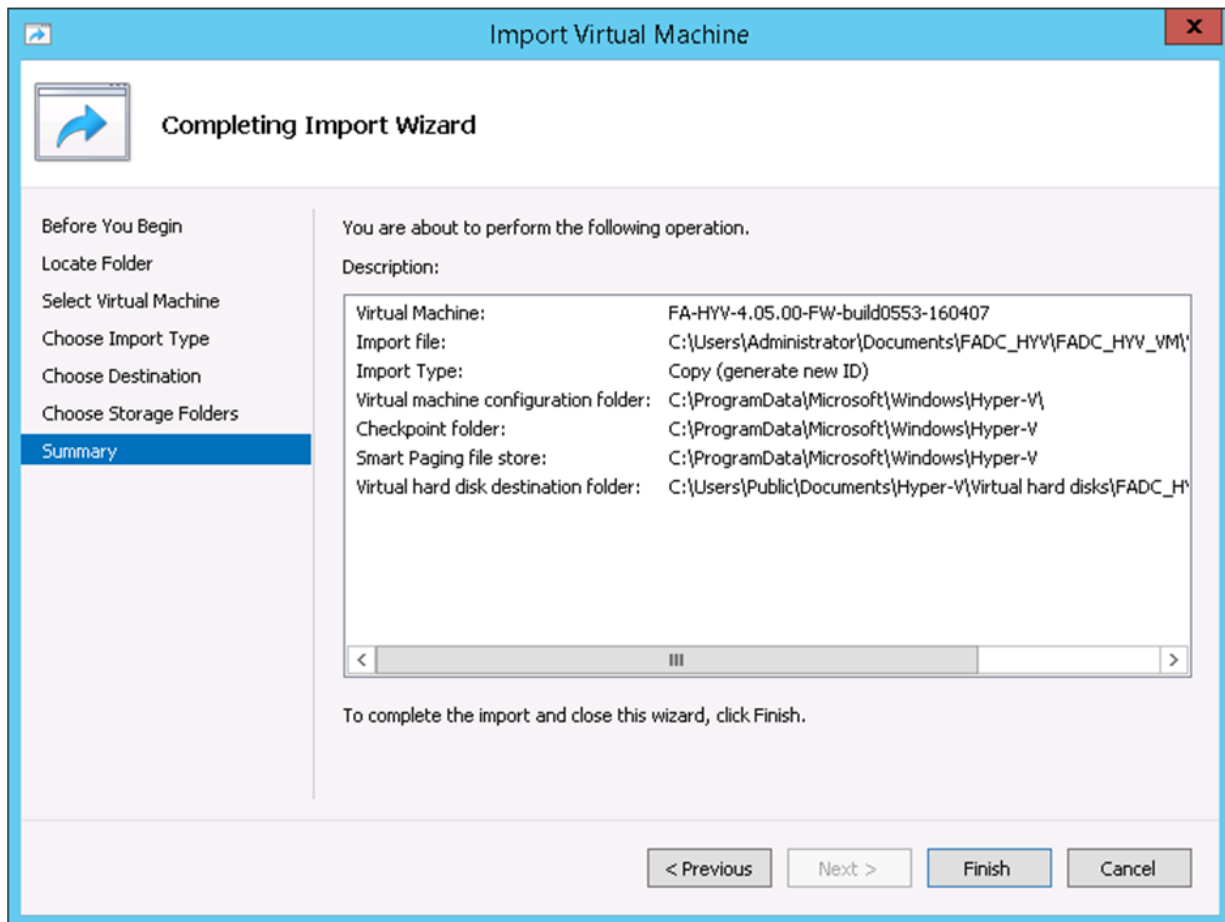 Import Virtual Machine
Completing Import Wizard
Before You Begin
Locate Folder
Select Virtual Machine
Choose Import Type
Choose Destination
Choose Storage Folders
Summary
You are about to perform the following operation.
Description:
Virtual Machine: FA-HYV-4.05.00-FW-build0553-160407
Import file: C:\Users\Administrator\Documents\FADC_HYV\FADC_HYV_VM\
Import Type: Copy (generate new ID)
Virtual machine configuration folder: C:\ProgramData\Microsoft\Windows\Hyper-V\
Checkpoint folder: C:\ProgramData\Microsoft\Windows\Hyper-V
Smart Paging file store: C:\ProgramData\Microsoft\Windows\Hyper-V
Virtual hard disk destination folder: C:\Users\Public\Documents\Hyper-V\Virtual hard disks\FADC_H
To complete the import and close this wizard, click Finish.
< Previous Next > Finish Cancel